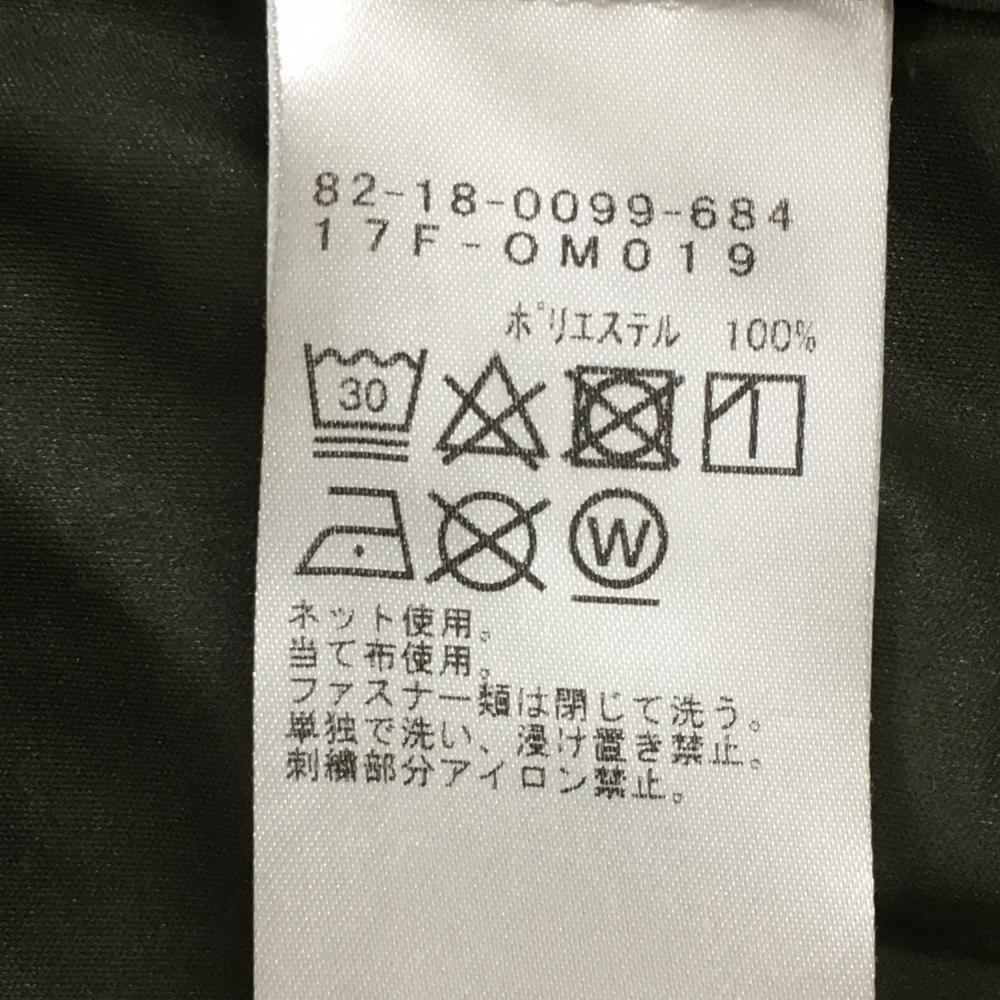 82-18-0099-684
17F-OM019
ポリエステル 100%
30
W
ネット使用。
当て布使用。
ファスナー類は閉じて洗う。
単独で洗い、浸け置き禁止。
刺繍部分アイロン禁止。